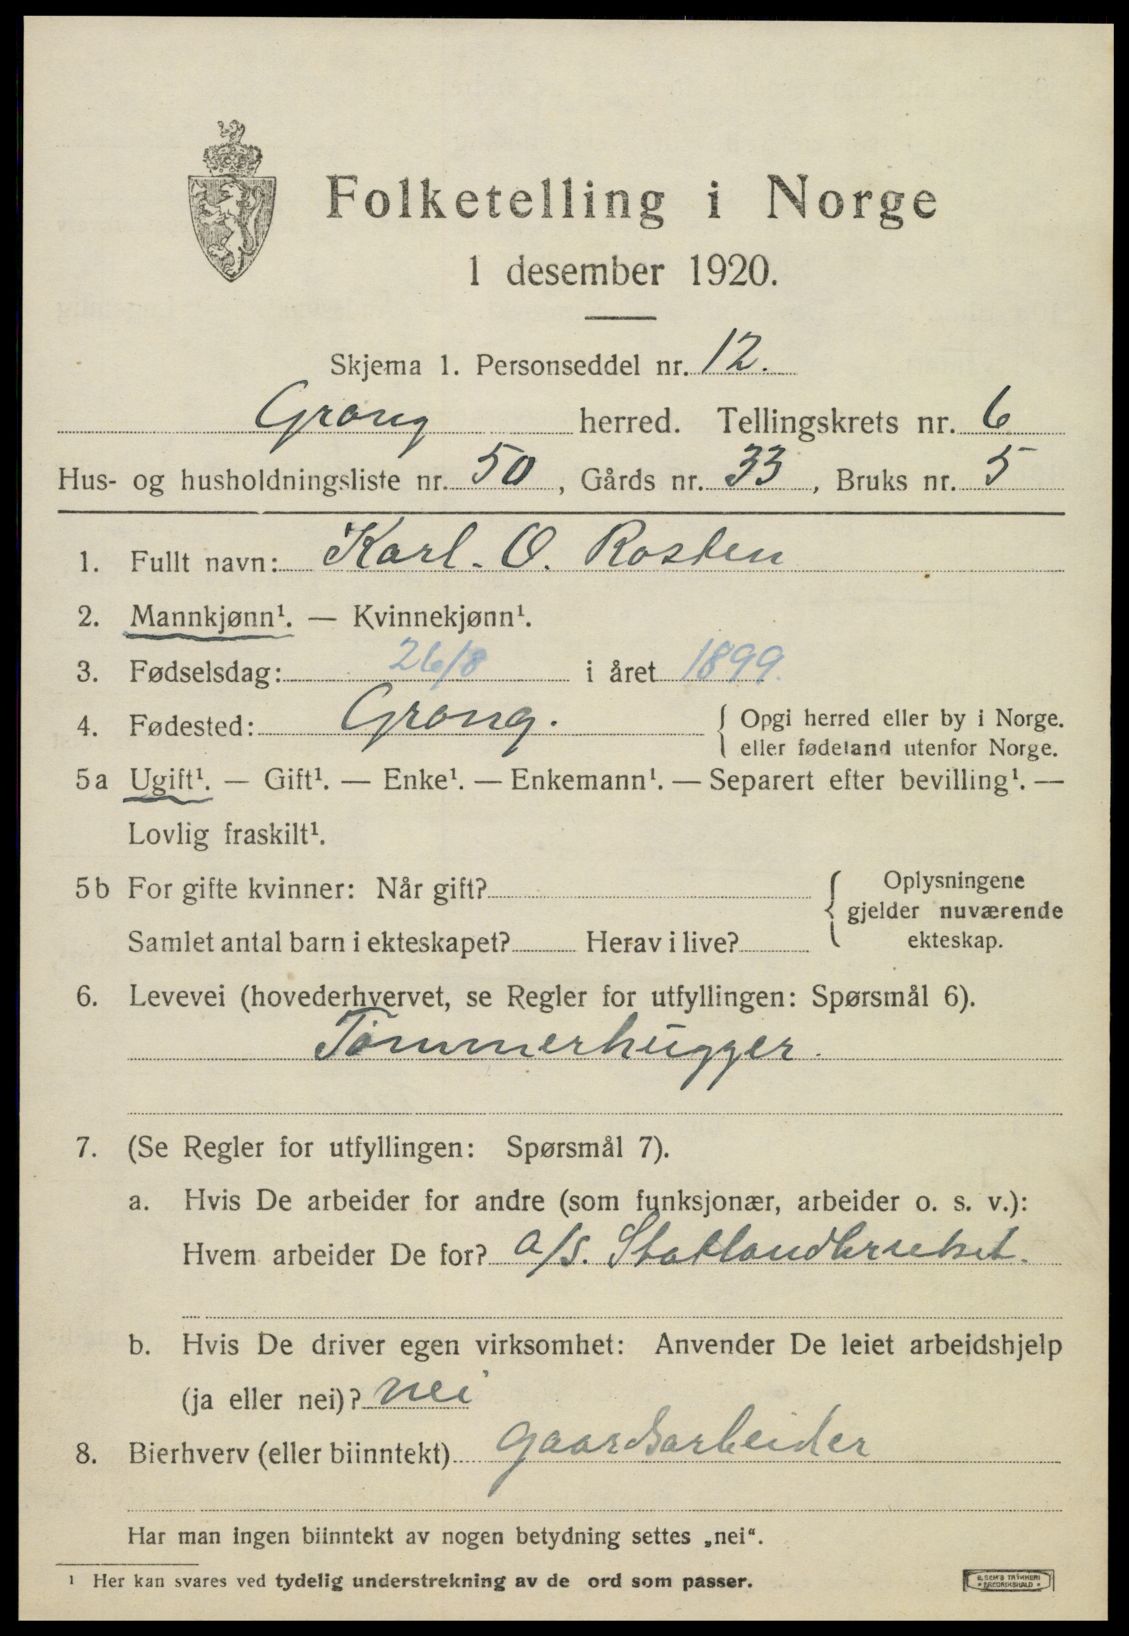 Folketelling i Norge
1 desember 1920.
Skjema 1. Personseddel nr. 12.
Grong herred. Tellingskrets nr. 6
Hus- og husholdningsliste nr. 50, Gårds nr. 33, Bruks nr. 5
1. Fullt navn: Karl. O. Rosten
2. Mannkjønn¹. — Kvinnekjønn¹.
3. Fødselsdag: 26/8 i året 1899.
4. Fødested: Grong. { Opgi herred eller by i Norge.
eller fødeland utenfor Norge.
5a Ugift¹. — Gift¹. — Enke¹. — Enkemann¹. — Separert efter bevilling¹. —
Lovlig fraskilt¹.
5b For gifte kvinner: Når gift?
Samlet antal barn i ekteskapet? Herav i live?
{ Oplysningene
gjelder nuværende
ekteskap.
6. Levevei (hovederhvervet, se Regler for utfyllingen: Spørsmål 6).
Tømmerhugger.
7. (Se Regler for utfyllingen: Spørsmål 7).
a. Hvis De arbeider for andre (som funksjonær, arbeider o. s. v.):
Hvem arbeider De for? a/s.
b. Hvis De driver egen virksomhet: Anvender De leiet arbeidshjelp
(ja eller nei)? nei
8. Bierhverv (eller biinntekt) gaardsarbeider
Har man ingen biinntekt av nogen betydning settes „nei“.
¹ Her kan svares ved tydelig understrekning av de ord som passer.